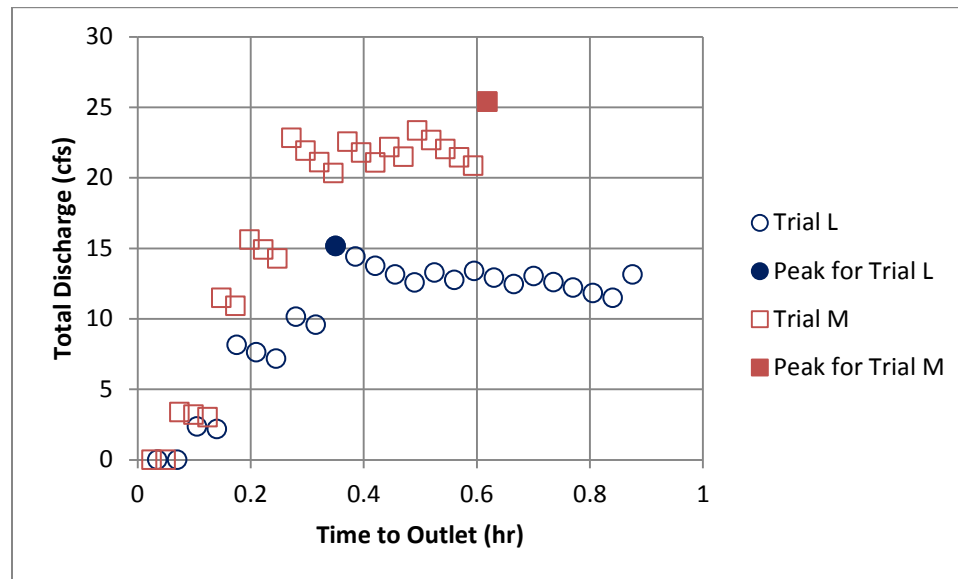 30
25
20
15
10
5
0
Total Discharge (cfs)
0 0.2 0.4 0.6 0.8 1
Time to Outlet (hr)
Trial L
Peak for Trial L
Trial M
Peak for Trial M